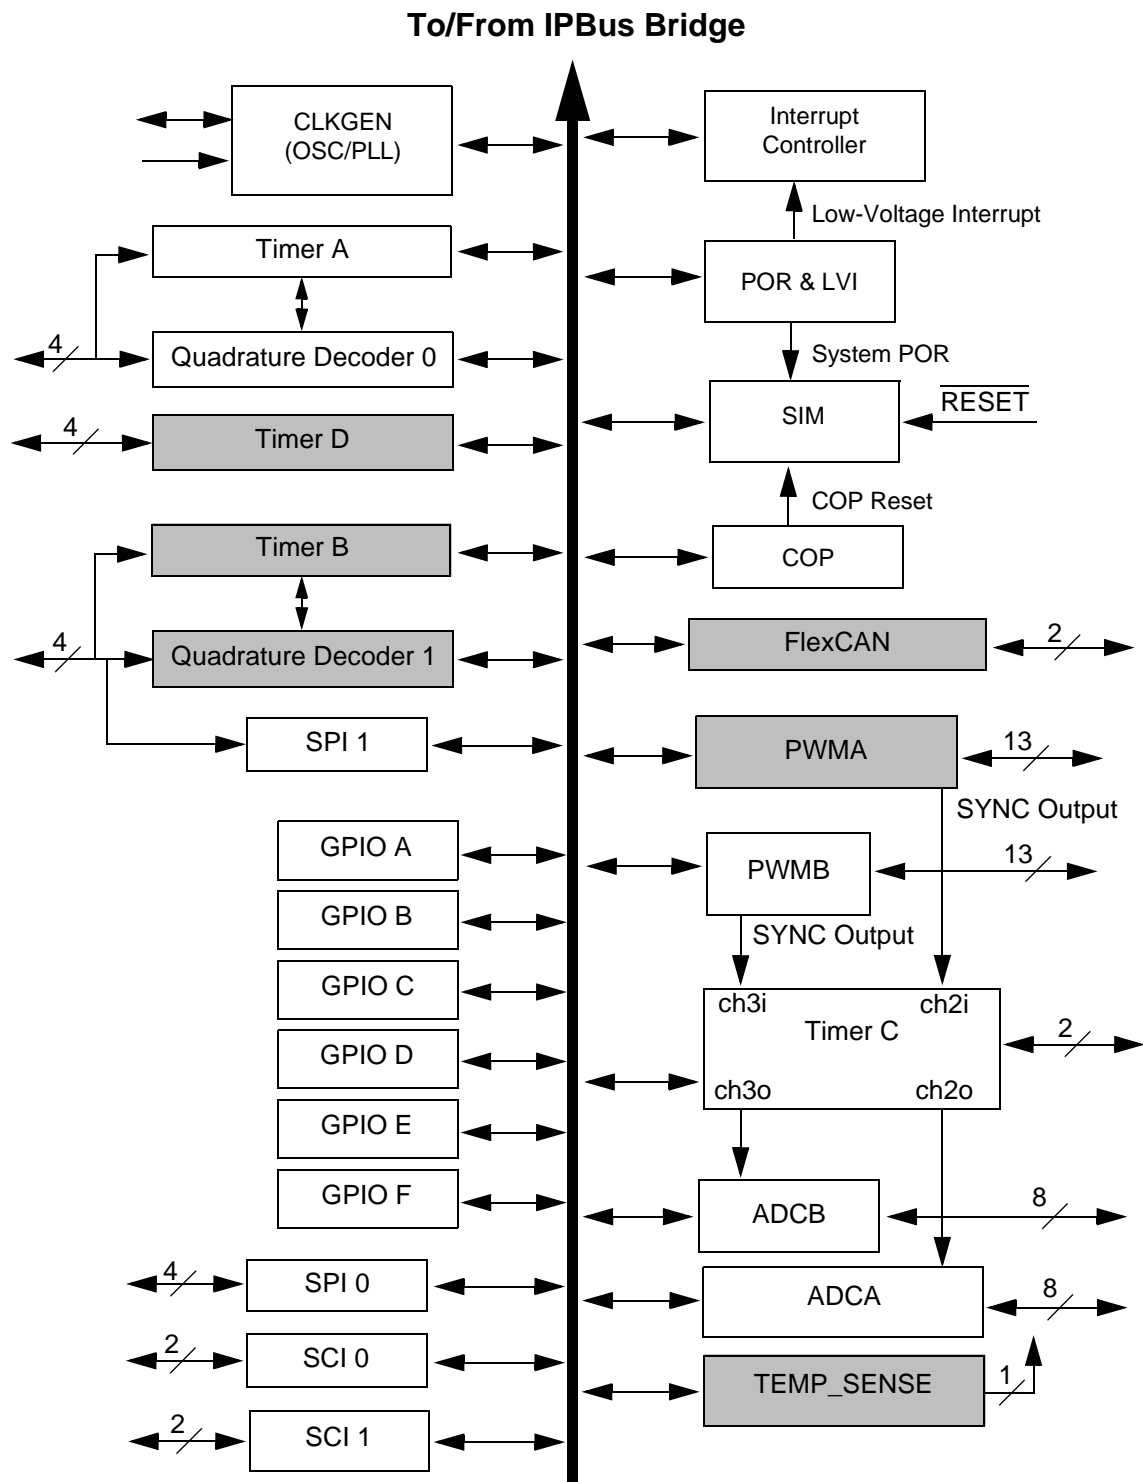 To/From IPBus Bridge
CLKGEN
(OSC/PLL)
Interrupt
Controller
Low-Voltage Interrupt
Timer A
POR & LVI
4
Quadrature Decoder 0
System POR
SIM
RESET
4
Timer D
COP Reset
Timer B
COP
4
Quadrature Decoder 1
FlexCAN
2
SPI 1
PWMA
13
SYNC Output
GPIO A
PWMB
13
GPIO B
SYNC Output
GPIO C
ch3i
ch2i
Timer C
2
GPIO D
ch3o
ch2o
GPIO E
GPIO F
ADCB
8
4
SPI 0
ADCA
8
2
SCI 0
TEMP_SENSE
1
2
SCI 1